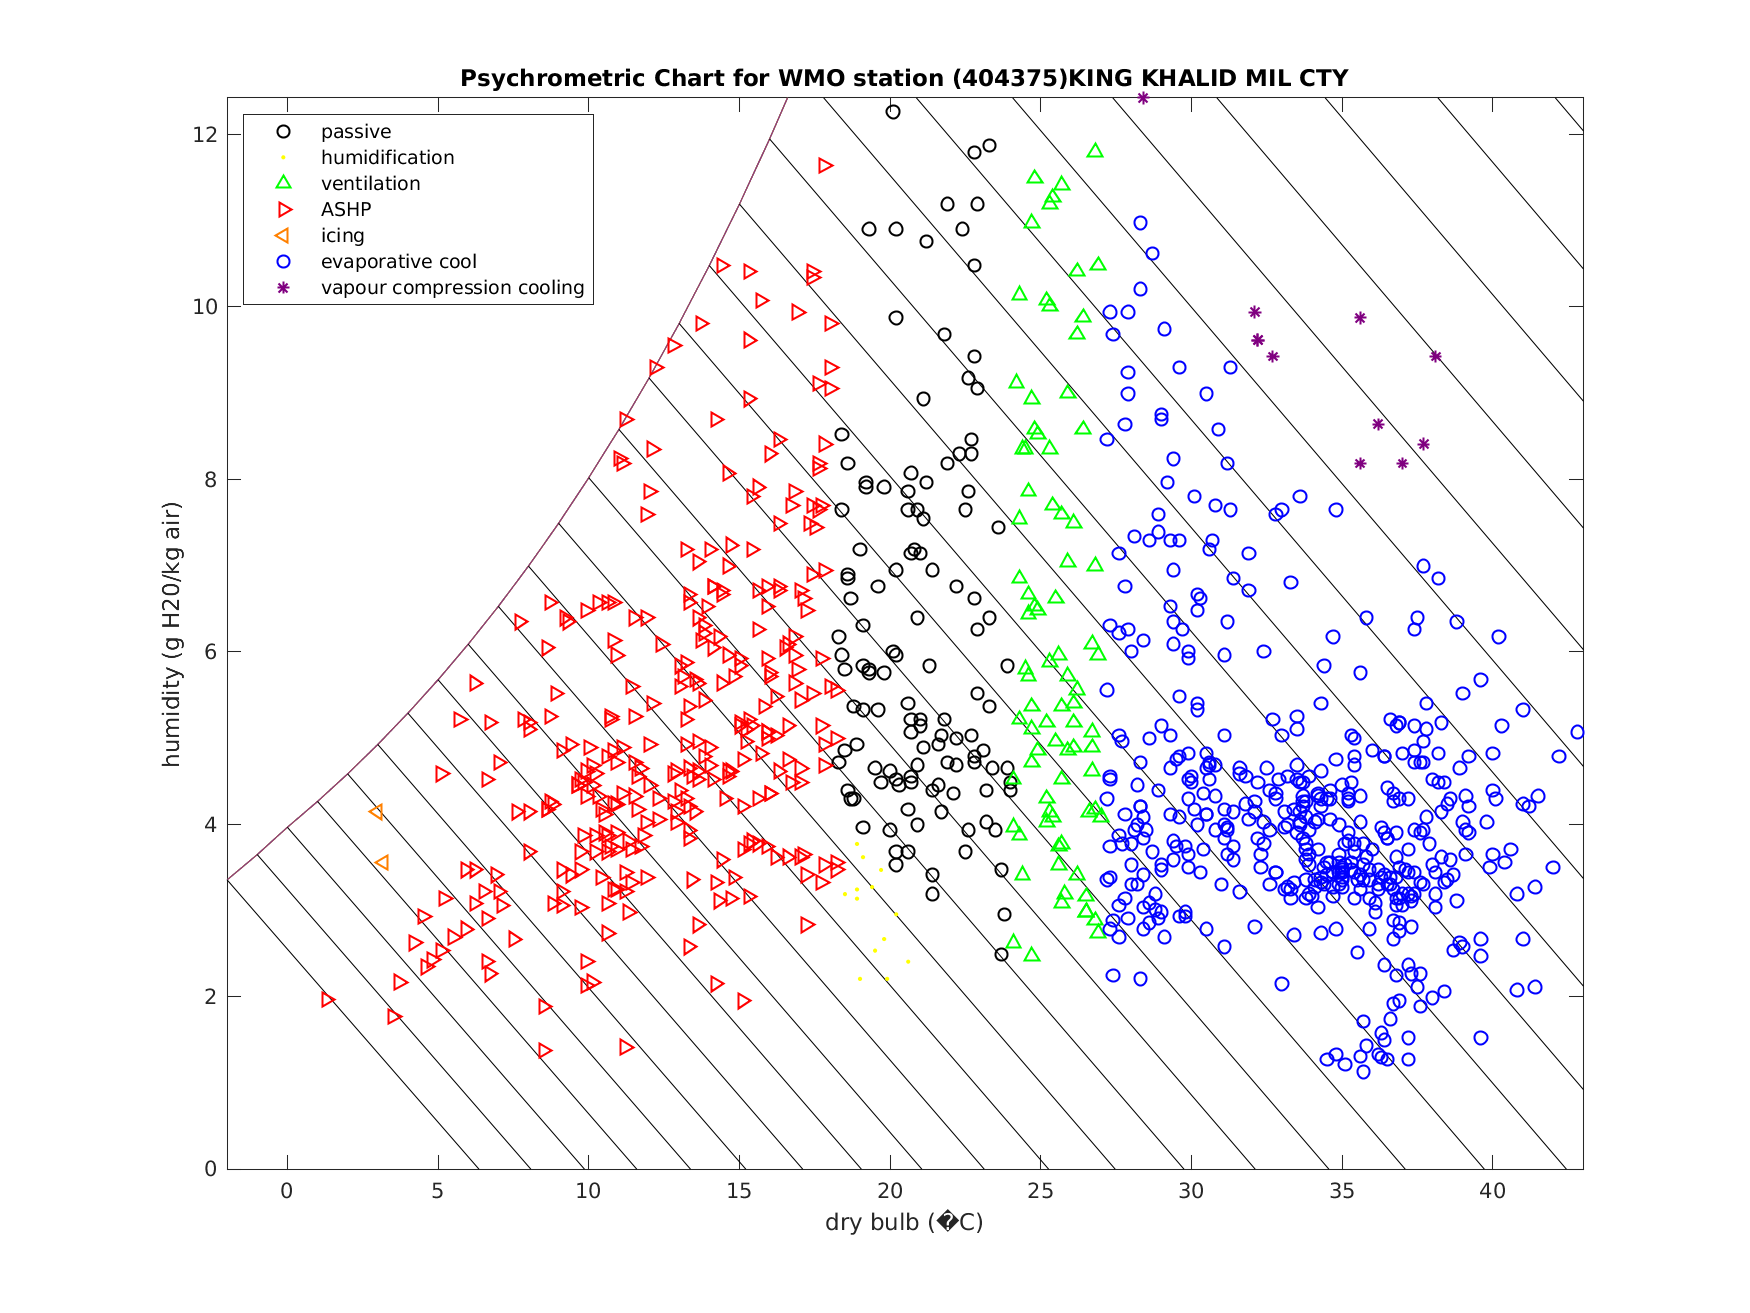 Psychrometric Chart for WMO station (404375)KING KHALID MIL CTY
passive
humidification
ventilation
ASHP
icing
evaporative cool
vapour compression cooling
humidity (g H20/kg air)
12
10
8
6
4
2
0
0 5 10 15 20 25 30 35 40
dry bulb (�C)